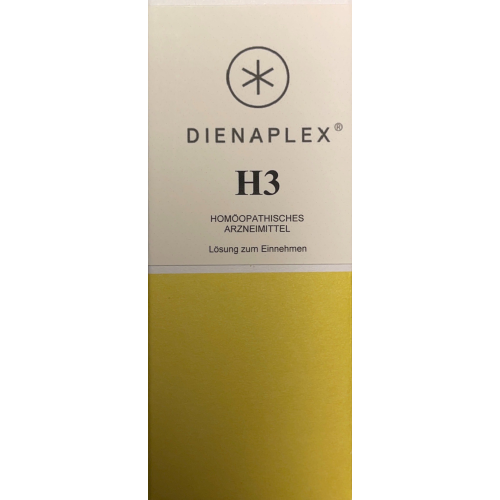 DIENAPLEX®
H3
HOMÖOPATHISCHES
ARZNEIMITTEL
Lösung zum Einnehmen